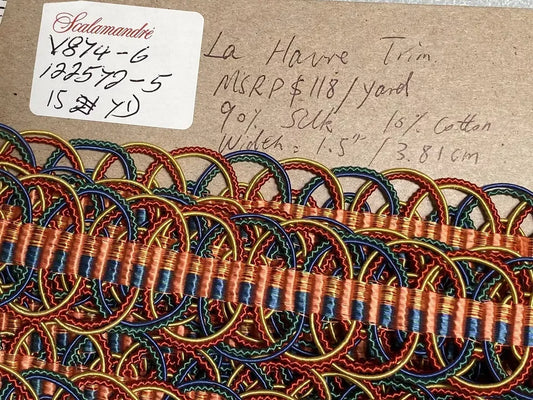 Scalamandré
V874-6
122572-5
15 YD
La Havre Trim.
MSRP $118/yard
90% Silk 10% Cotton
Width: 1.5" / 3.81cm